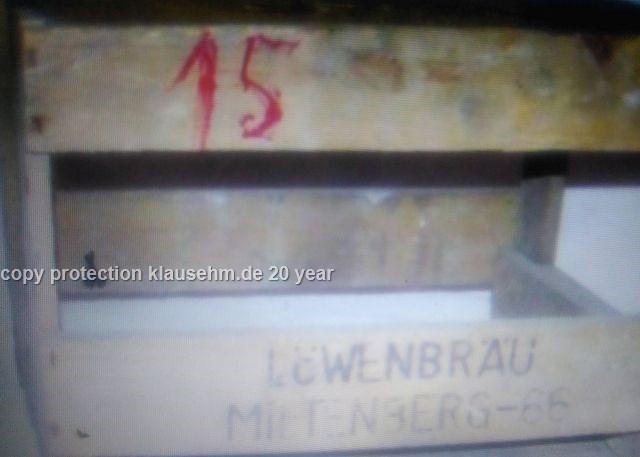 15
copy protection klausehm.de 20 year
LÖWENBRÄU
MILTENBERG-66